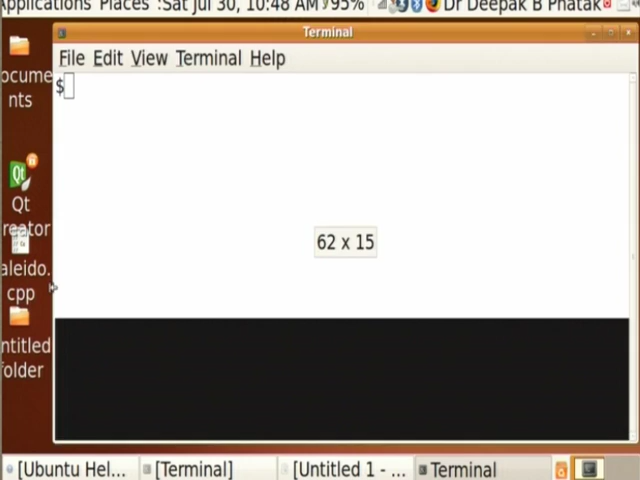 Applications Places :Sat Jul 30, 10:48 AM 95% Dr Deepak B Phatak
Terminal
File Edit View Terminal Help
$
ocume
nts
Qt
reator
aleido.
cpp
ntitled
folder
62 x 15
[Ubuntu Hel... [Terminal] [Untitled 1 - ... Terminal